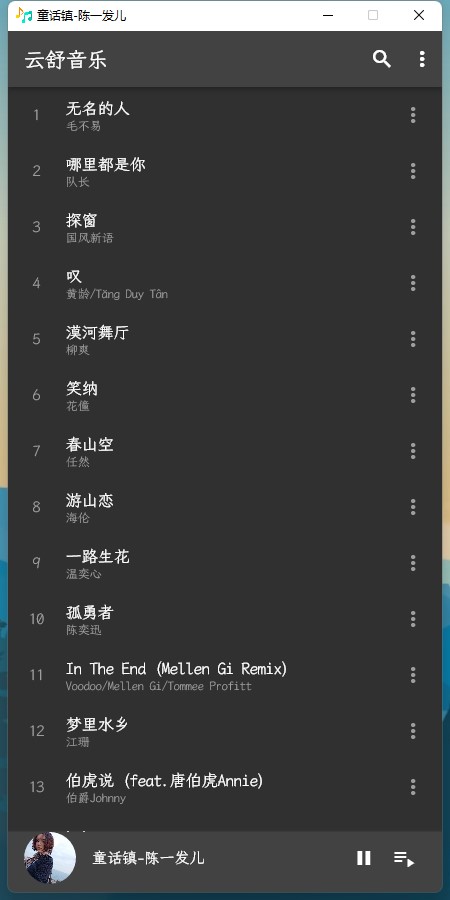 童话镇-陈一发儿
云舒音乐
1
无名的人
毛不易
2
哪里都是你
队长
3
探窗
国风新语
4
叹
黄龄/Tăng Duy Tân
5
漠河舞厅
柳爽
6
笑纳
花僮
7
春山空
任然
8
游山恋
海伦
9
一路生花
温奕心
10
孤勇者
陈奕迅
11
In The End (Mellen Gi Remix)
Voodoo/Mellen Gi/Tommee Profitt
12
梦里水乡
江珊
13
伯虎说 (feat.唐伯虎Annie)
伯爵Johnny
童话镇-陈一发儿